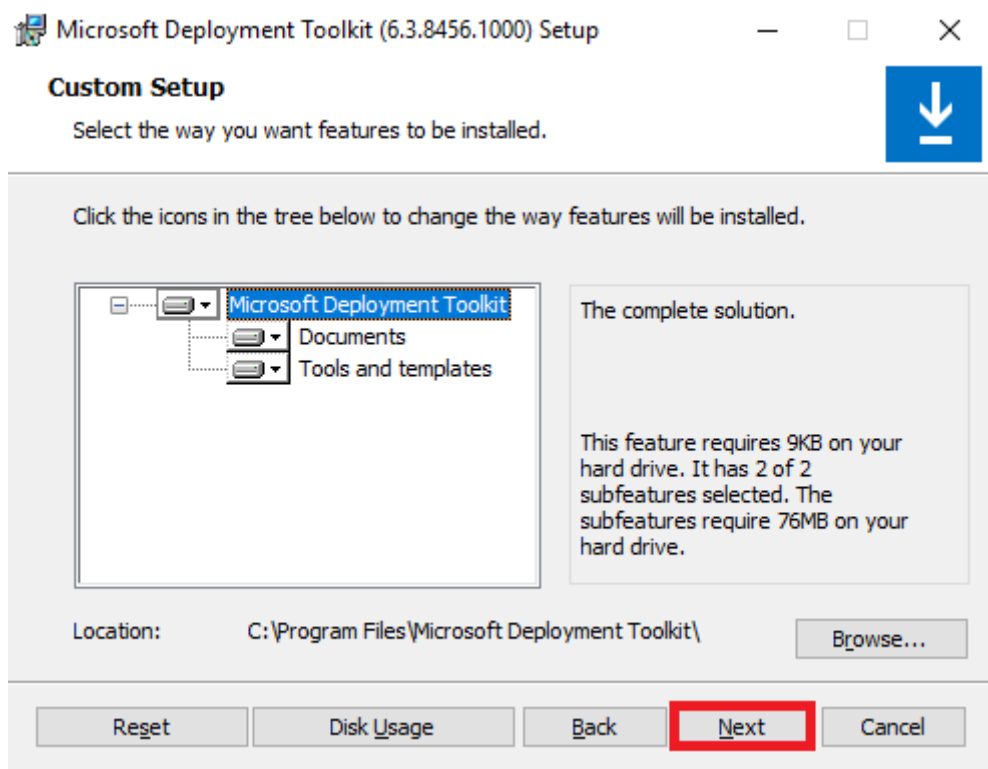 Microsoft Deployment Toolkit (6.3.8456.1000) Setup
Custom Setup
Select the way you want features to be installed.
Click the icons in the tree below to change the way features will be installed.
Microsoft Deployment Toolkit
Documents
Tools and templates
The complete solution.
This feature requires 9KB on your
hard drive. It has 2 of 2
subfeatures selected. The
subfeatures require 76MB on your
hard drive.
Location: C:\Program Files\Microsoft Deployment Toolkit\
Browse...
Reset Disk Usage Back Next Cancel